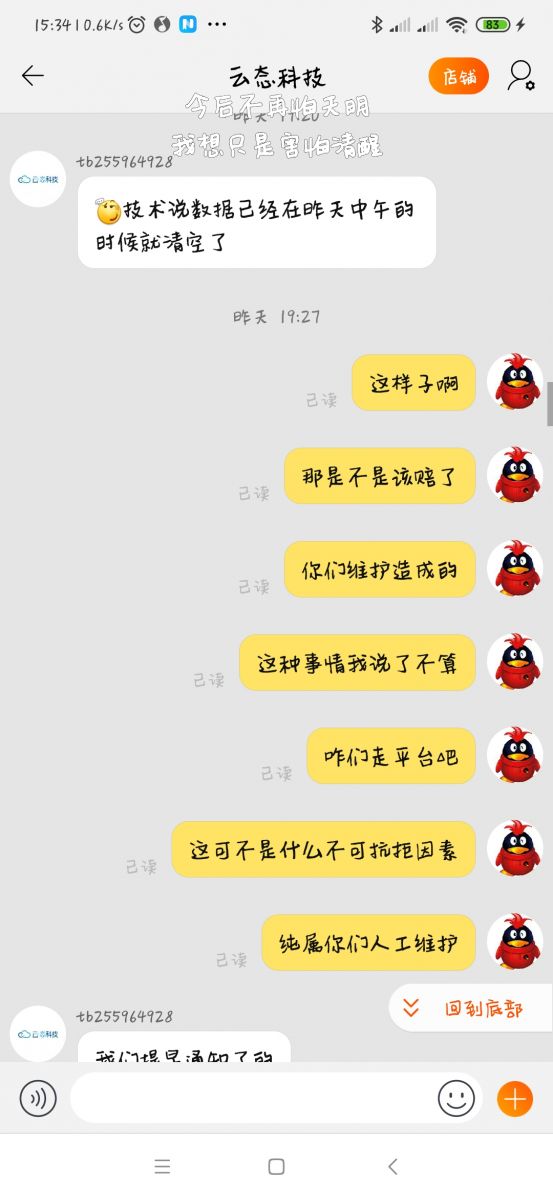 15:34 | 0.6K/s
83
云态科技
店铺
今后不再怕天明
昨天 19:20
我想只是害怕清醒
tb255964928
云态科技
技术说数据已经在昨天中午的
时候就清空了
昨天 19:27
这样子啊
已读
那是不是该赔了
已读
你们维护造成的
已读
这种事情我说了不算
已读
咋们走平台吧
已读
这可不是什么不可抗拒因素
已读
纯属你们人工维护
已读
回到底部
tb255964928
云态科技
我们提早通知了的